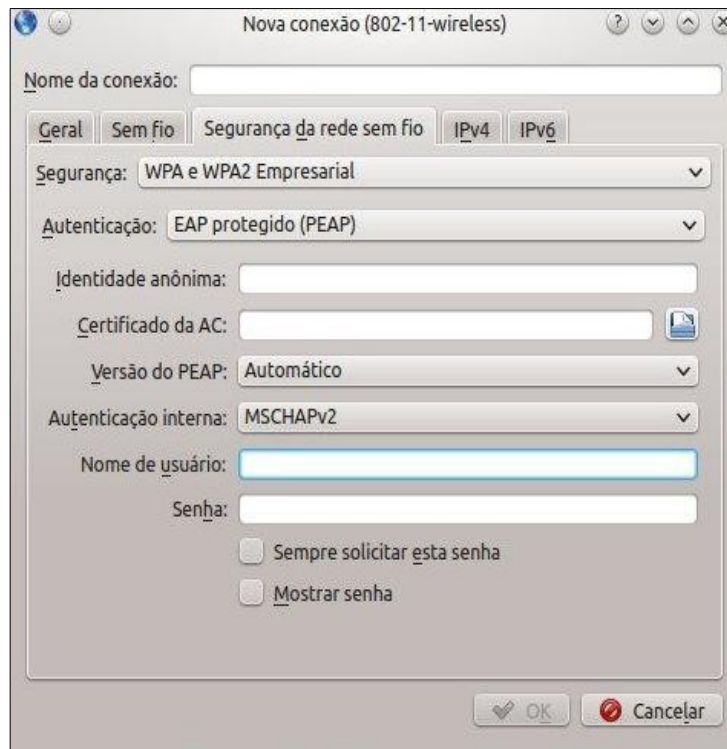 Nova conexão (802-11-wireless)
Nome da conexão:
Geral Sem fio Segurança da rede sem fio IPv4 IPv6
Segurança: WPA e WPA2 Empresarial
Autenticação: EAP protegido (PEAP)
Identidade anônima:
Certificado da AC:
Versão do PEAP: Automático
Autenticação interna: MSCHAPv2
Nome de usuário:
Senha:
Sempre solicitar esta senha
Mostrar senha
OK Cancelar